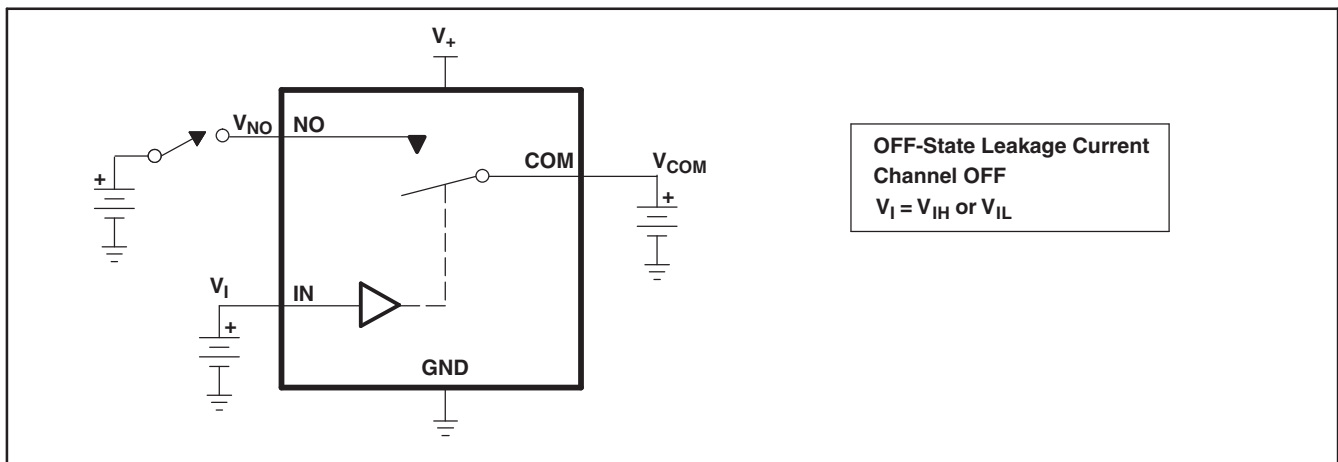 V+
VNO NO
COM VCOM
+
+
VI IN
+
GND
OFF-State Leakage Current
Channel OFF
VI = VIH or VIL